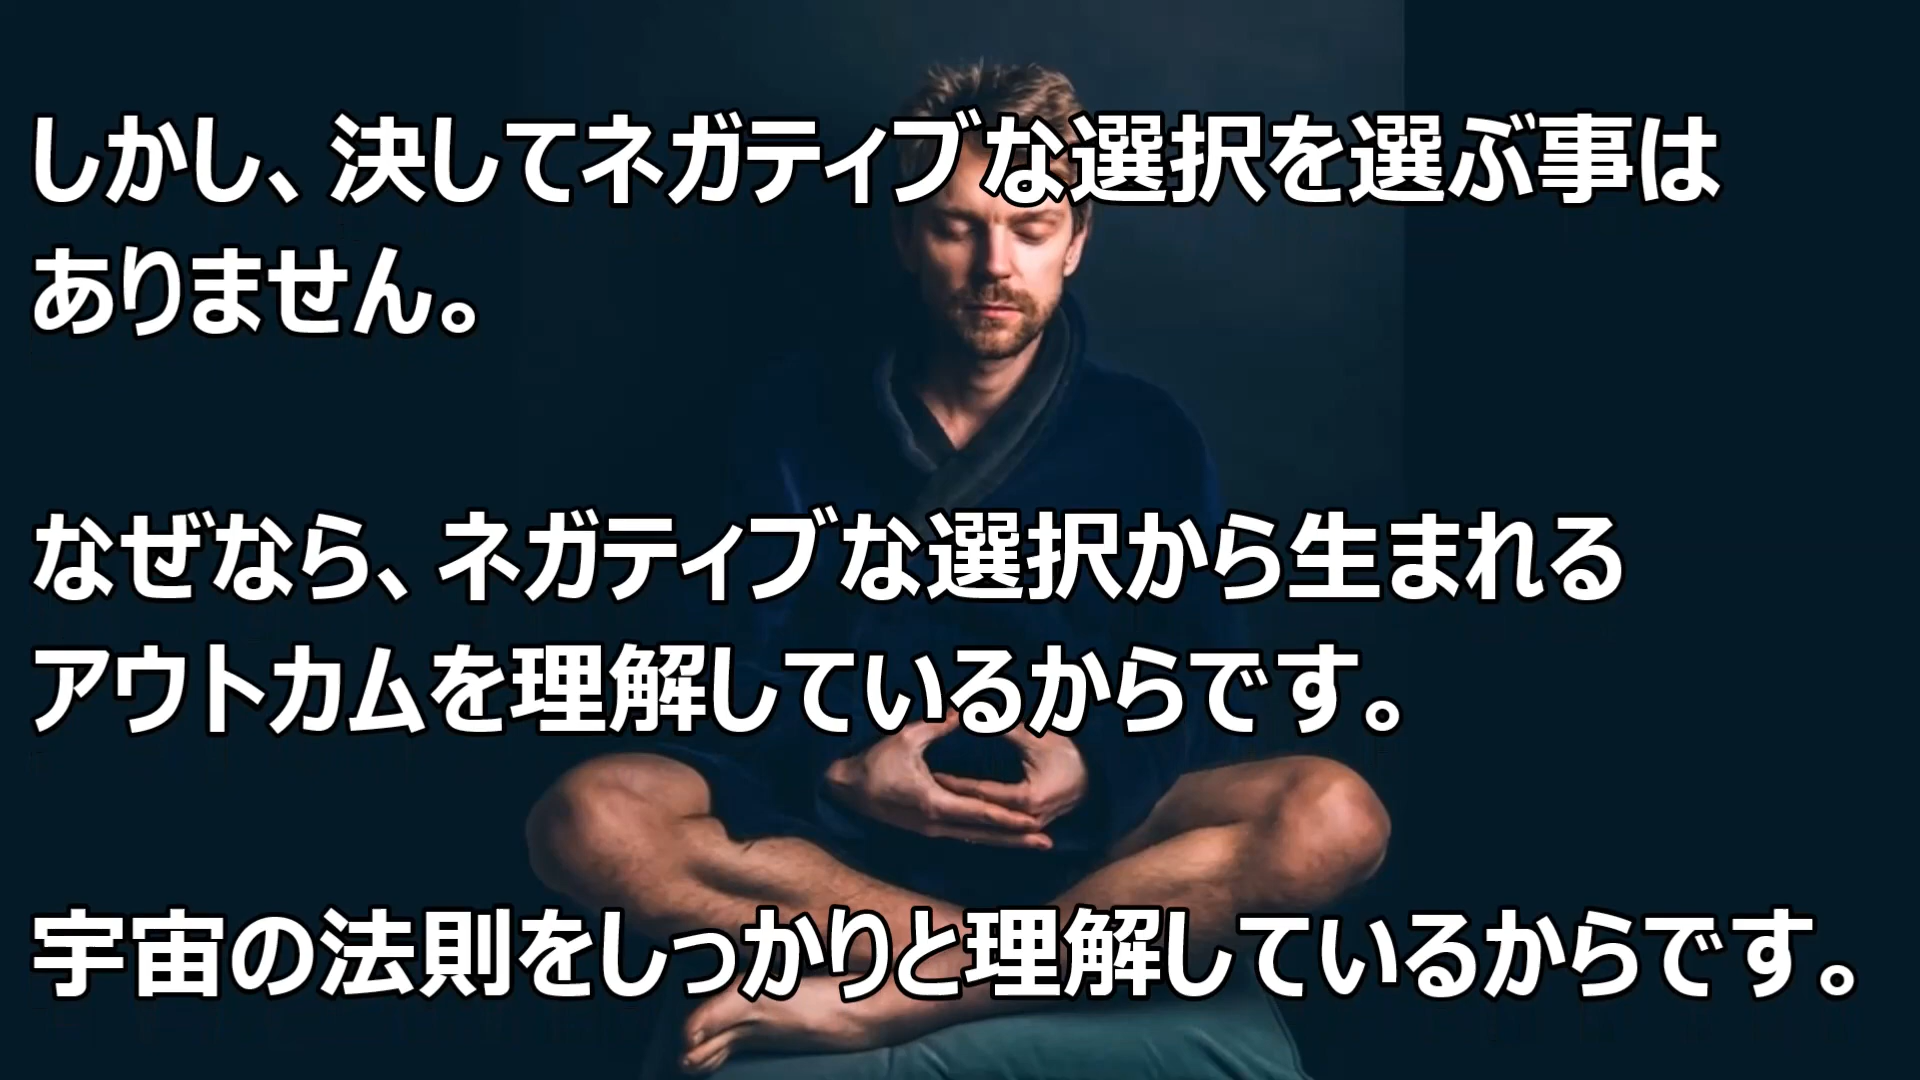 しかし、決してネガティブな選択を選ぶ事は
ありません。
なぜなら、ネガティブな選択から生まれる
アウトカムを理解しているからです。
宇宙の法則をしっかりと理解しているからです。